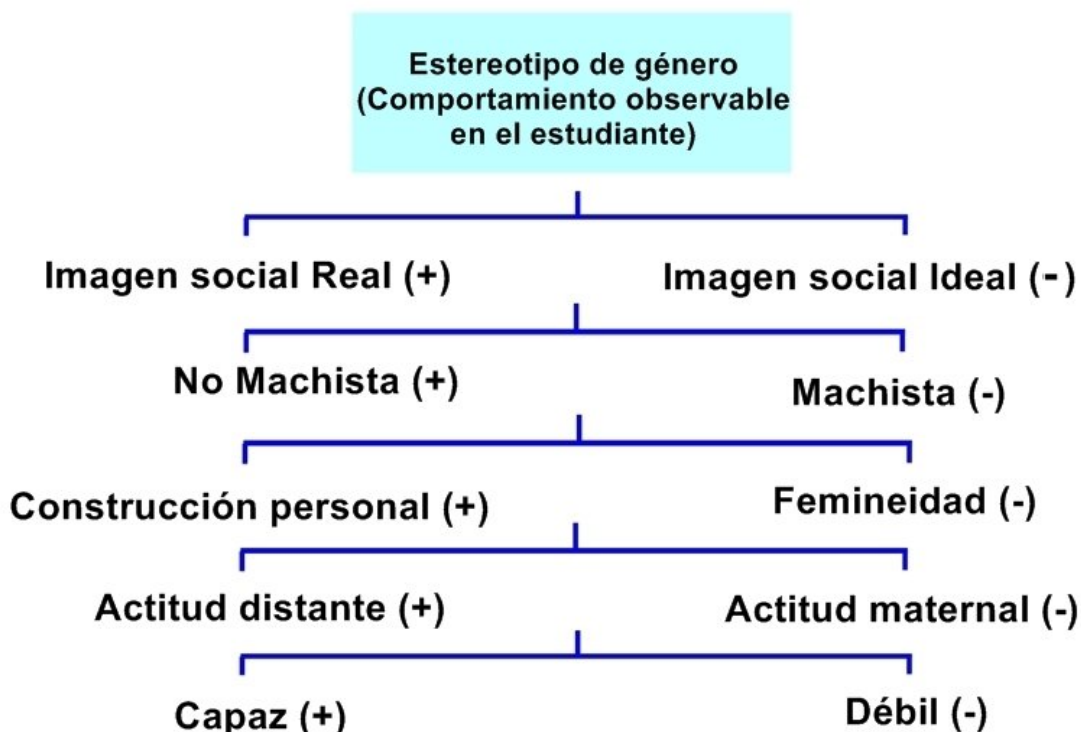 Estereotipo de género
(Comportamiento observable
en el estudiante)
Imagen social Real (+)
Imagen social Ideal (-)
No Machista (+)
Machista (-)
Construcción personal (+)
Femineidad (-)
Actitud distante (+)
Actitud maternal (-)
Capaz (+)
Débil (-)